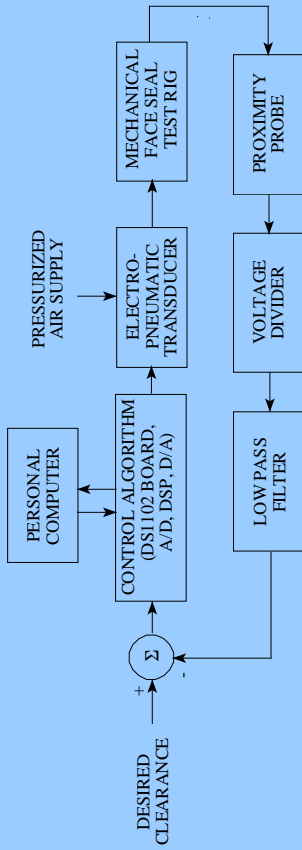 PERSONAL
COMPUTER
PRESSURIZED
AIR SUPPLY
DESIRED
CLEARANCE
+
-
Σ
CONTROL ALGORITHM
(DS1102 BOARD,
A/D, DSP, D/A)
ELECTRO-
PNEUMATIC
TRANSDUCER
MECHANICAL
FACE SEAL
TEST RIG
LOW PASS
FILTER
VOLTAGE
DIVIDER
PROXIMITY
PROBE